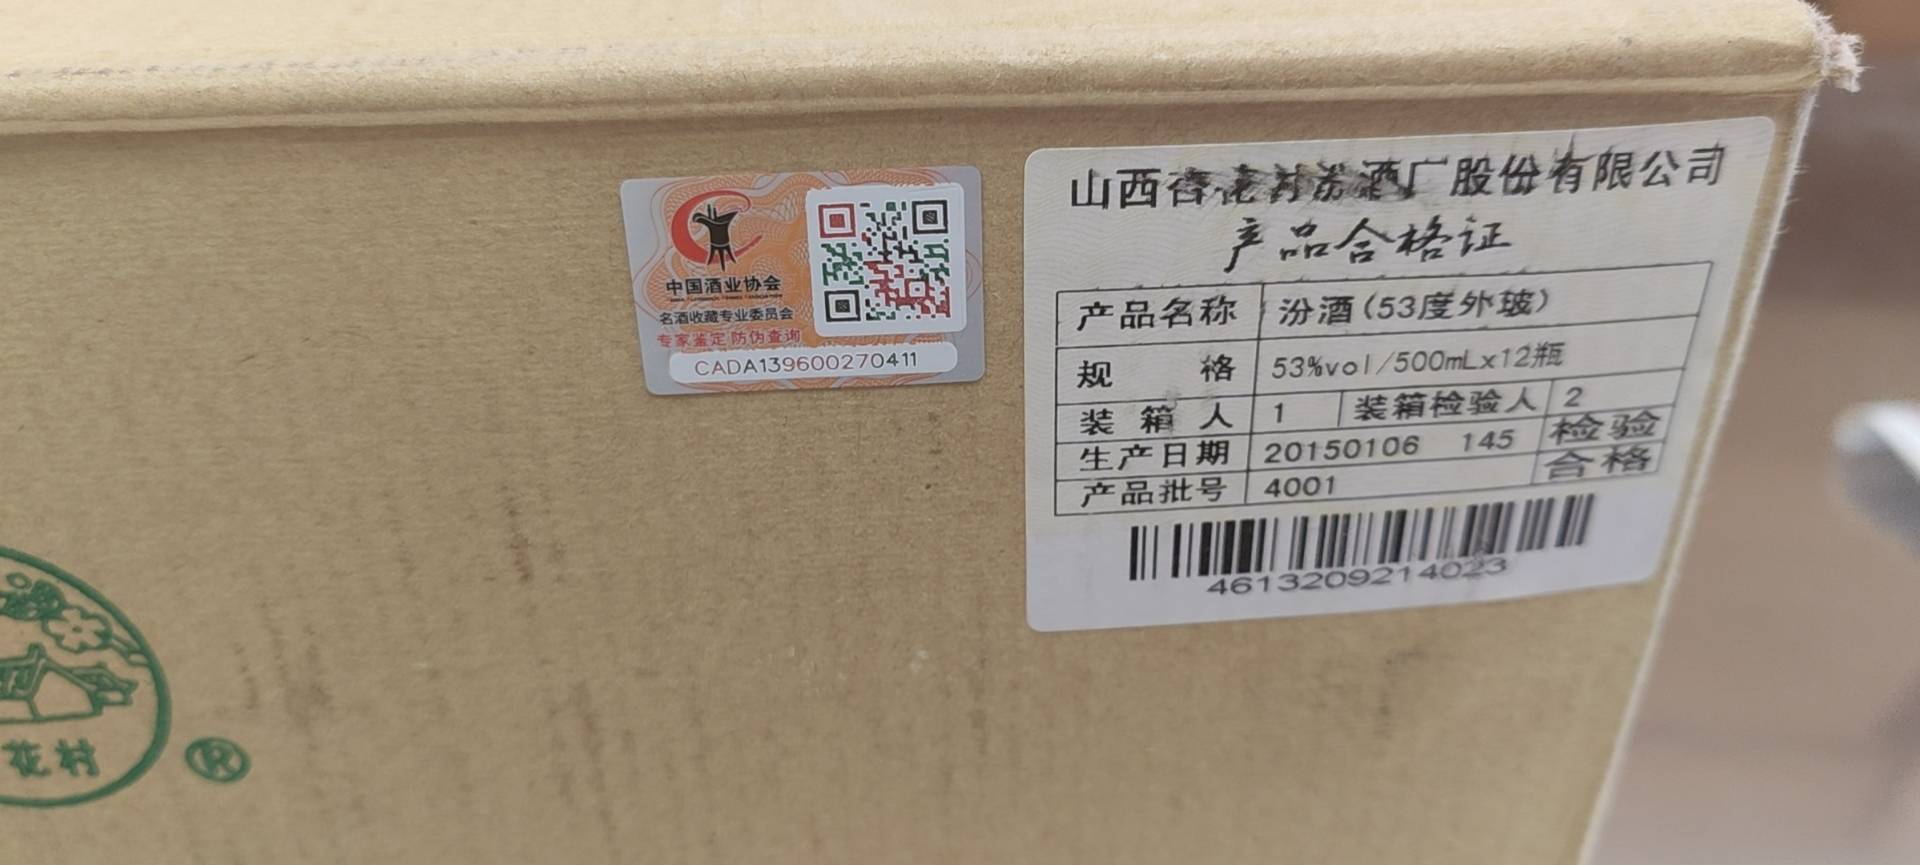 中国酒业协会
名酒收藏专业委员会
专家鉴定 防伪查询
CADA139600270411
山西杏花村汾酒厂股份有限公司
产品合格证
产品名称 汾酒(53度外玻)
规 格 53%vol/500mLx12瓶
装 箱 人 1 装箱检验人 2
生产日期 20150106 145 检验
产品批号 4001 合格
4613209214023
花村
®